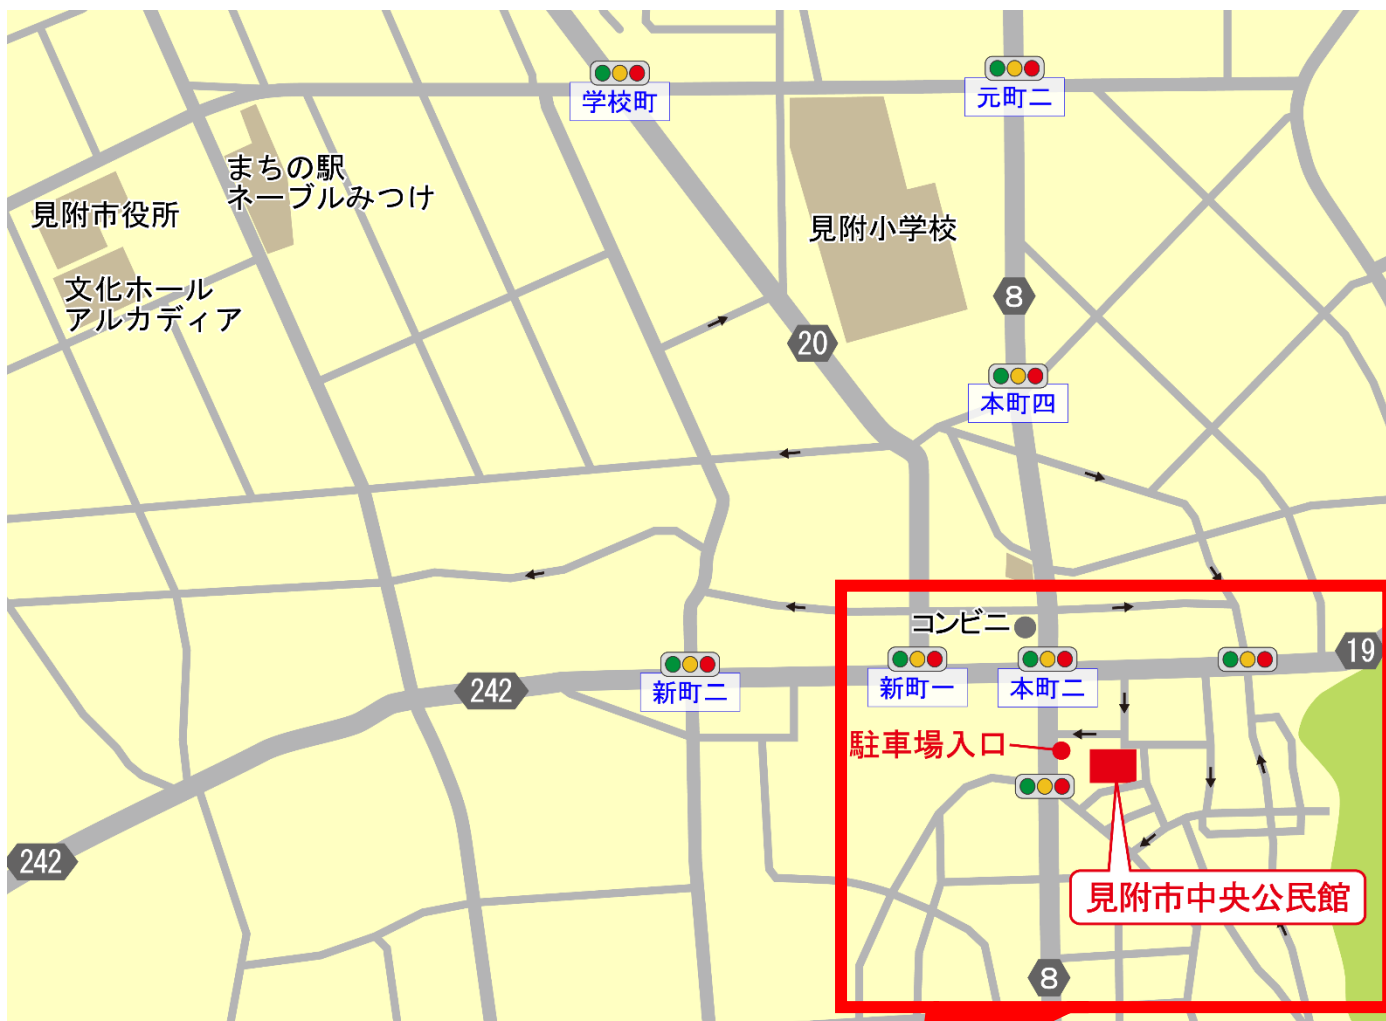 学校町
元町二
まちの駅
ネーブルみつけ
見附市役所
見附小学校
文化ホール
アルカディア
8
20
本町四
コンビニ
19
新町二
新町一
本町二
242
駐車場入口
242
見附市中央公民館
8